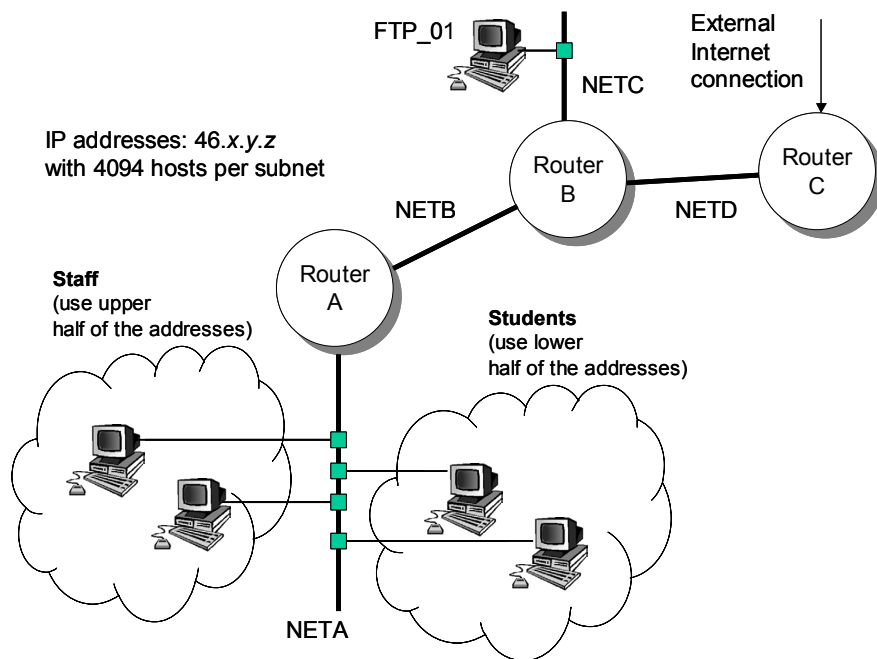 FTP_01
External
Internet
connection
NETC
IP addresses: 46.x.y.z
with 4094 hosts per subnet
Router
B
Router
C
NETB
NETD
Router
A
Staff
(use upper
half of the addresses)
Students
(use lower
half of the addresses)
NETA